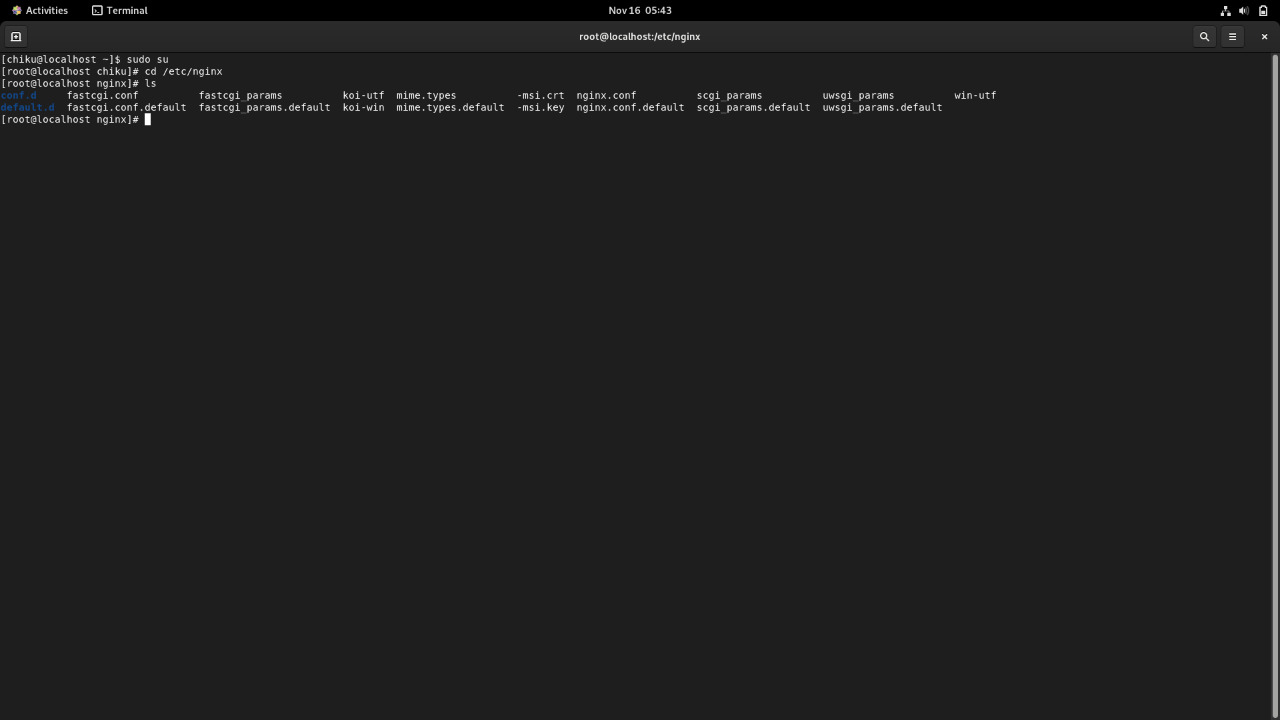 Activities Terminal Nov 16 05:43
root@localhost:/etc/nginx
[chiku@localhost ~]$ sudo su
[root@localhost chiku]# cd /etc/nginx
[root@localhost nginx]# ls
conf.d fastcgi.conf fastcgi_params koi-utf mime.types -msi.crt nginx.conf scgi_params uwsgi_params win-utf
default.d fastcgi.conf.default fastcgi_params.default koi-win mime.types.default -msi.key nginx.conf.default scgi_params.default uwsgi_params.default
[root@localhost nginx]#